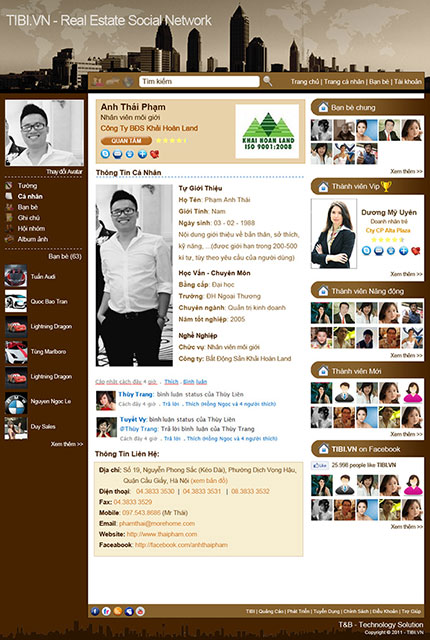 TIBI.VN - Real Estate Social Network
Tìm kiếm
Trang chủ | Trang cá nhân | Bạn bè | Tài khoản
Thay đổi Avatar
Tường
Cá nhân
Bạn bè
Ghi chú
Hội nhóm
Album ảnh
Bạn bè (63)
Tuấn Audi
Quoc Bao Tran
Lightning Dragon
Tùng Marlboro
Lightning Dragon
Nguyen Ngoc Le
Duy Sales
Xem thêm >>
Anh Thái Phạm
Nhân viên môi giới
Công Ty BĐS Khải Hoàn Land
QUAN TÂM
KHAI HOAN LAND
ISO 9001:2008
Thông Tin Cá Nhân
Tự Giới Thiệu
Họ Tên: Phạm Anh Thái
Giới Tính: Nam
Ngày sinh: 03 - 02 - 1988
Nội dung giới thiệu về bản thân, sở thích,
kỹ năng, ...(được giới hạn trong 200-500
kí tự, tùy theo yêu cầu của người dùng)
Học Vấn - Chuyên Môn
Bằng cấp: Đại học
Trường: ĐH Ngoại Thương
Chuyên ngành: Quản trị kinh doanh
Năm tốt nghiệp: 2005
Nghề Nghiệp
Chức vụ: Nhân viên môi giới
Công ty: Bất Động Sản Khải Hoàn Land
Cập nhật cách đây 4 giờ . Thích . Bình luận
Thùy Trang: bình luận status của Thùy Liên
Cách đây 4 giờ . Trả lời . Thích (Hồng Ngọc và 4 người thích)
Tuyết Vy: bình luận status của Thùy Liên
@Thùy Trang: Trả lời bình luận status của Thùy Trang
Cách đây 4 giờ . Trả lời . Thích (Hồng Ngọc và 4 người thích)
Thông Tin Liên Hệ:
Địa chỉ: Số 19, Nguyễn Phong Sắc (Kéo Dài), Phường Dịch Vọng Hậu,
Quận Cầu Giấy, Hà Nội (xem bản đồ)
Điện thoại: 04.3833 3530 | 04.3833 3531 | 08.3833 3532
Fax: 04.3833 3529
Mobile: 097.543.8686 (Mr Thái)
Email: phamthai@morehome.com
Website: http://www.thaipham.com
Faceabook: http://facebook.com/anhthaipham
Bạn bè chung
Xem thêm >>
Thành viên Vip
Dương Mỹ Uyên
Doanh nhân trẻ
Cty CP Alta Plaza
Xem thêm >>
Thành viên Năng động
Xem thêm >>
Thành viên Mới
Xem thêm >>
TIBI.VN on Facebook
Like
25.998 people like TIBI.VN
Xem thêm >>
TIBI | Quảng Cáo | Phát Triển | Tuyển Dụng | Chính Sách | Điều Khoản | Trợ Giúp
T&B - Technology Solution
Copyright © 2011 - TIBI.VN